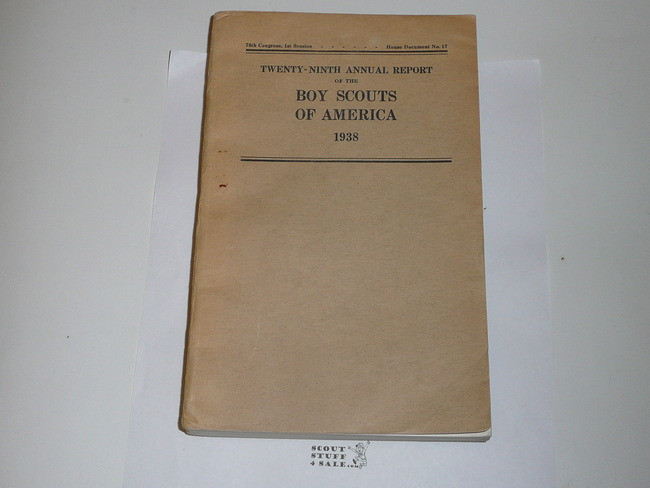 76th Congress, 1st Session - - - - - - House Document No. 17
TWENTY-NINTH ANNUAL REPORT
OF THE
BOY SCOUTS
OF AMERICA
1938
SCOUT
STUFF
4 SALE.com